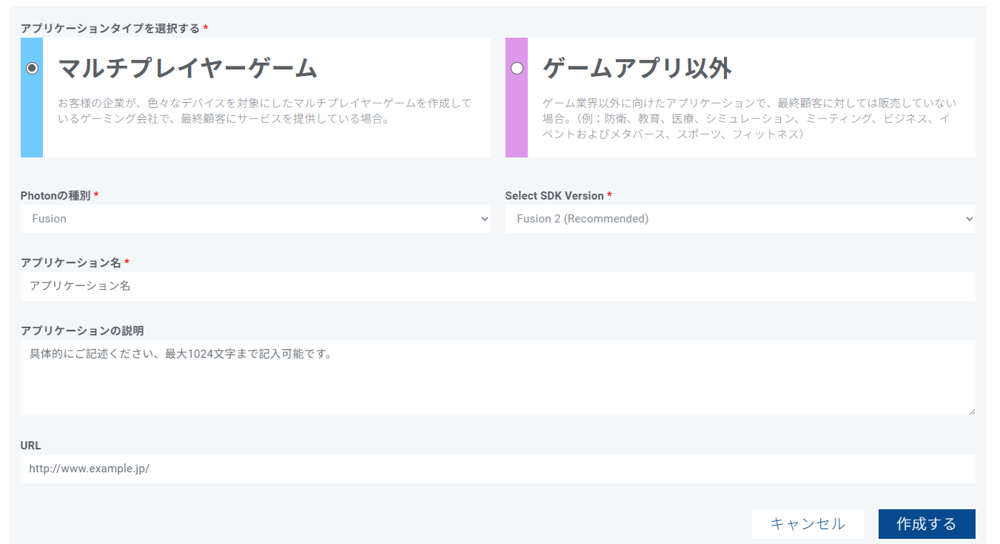 アプリケーションタイプを選択する *
マルチプレイヤーゲーム
お客様の企業が、色々なデバイスを対象にしたマルチプレイヤーゲームを作成して
いるゲーミング会社で、最終顧客にサービスを提供している場合。
ゲームアプリ以外
ゲーム業界以外に向けたアプリケーションで、最終顧客に対しては販売していない
場合。（例：防衛、教育、医療、シミュレーション、ミーティング、ビジネス、イ
ベントおよびメタバース、スポーツ、フィットネス）
Photonの種別 *
Fusion
Select SDK Version *
Fusion 2 (Recommended)
アプリケーション名 *
アプリケーション名
アプリケーションの説明
具体的にご記述ください、最大1024文字まで記入可能です。
URL
http://www.example.jp/
キャンセル
作成する